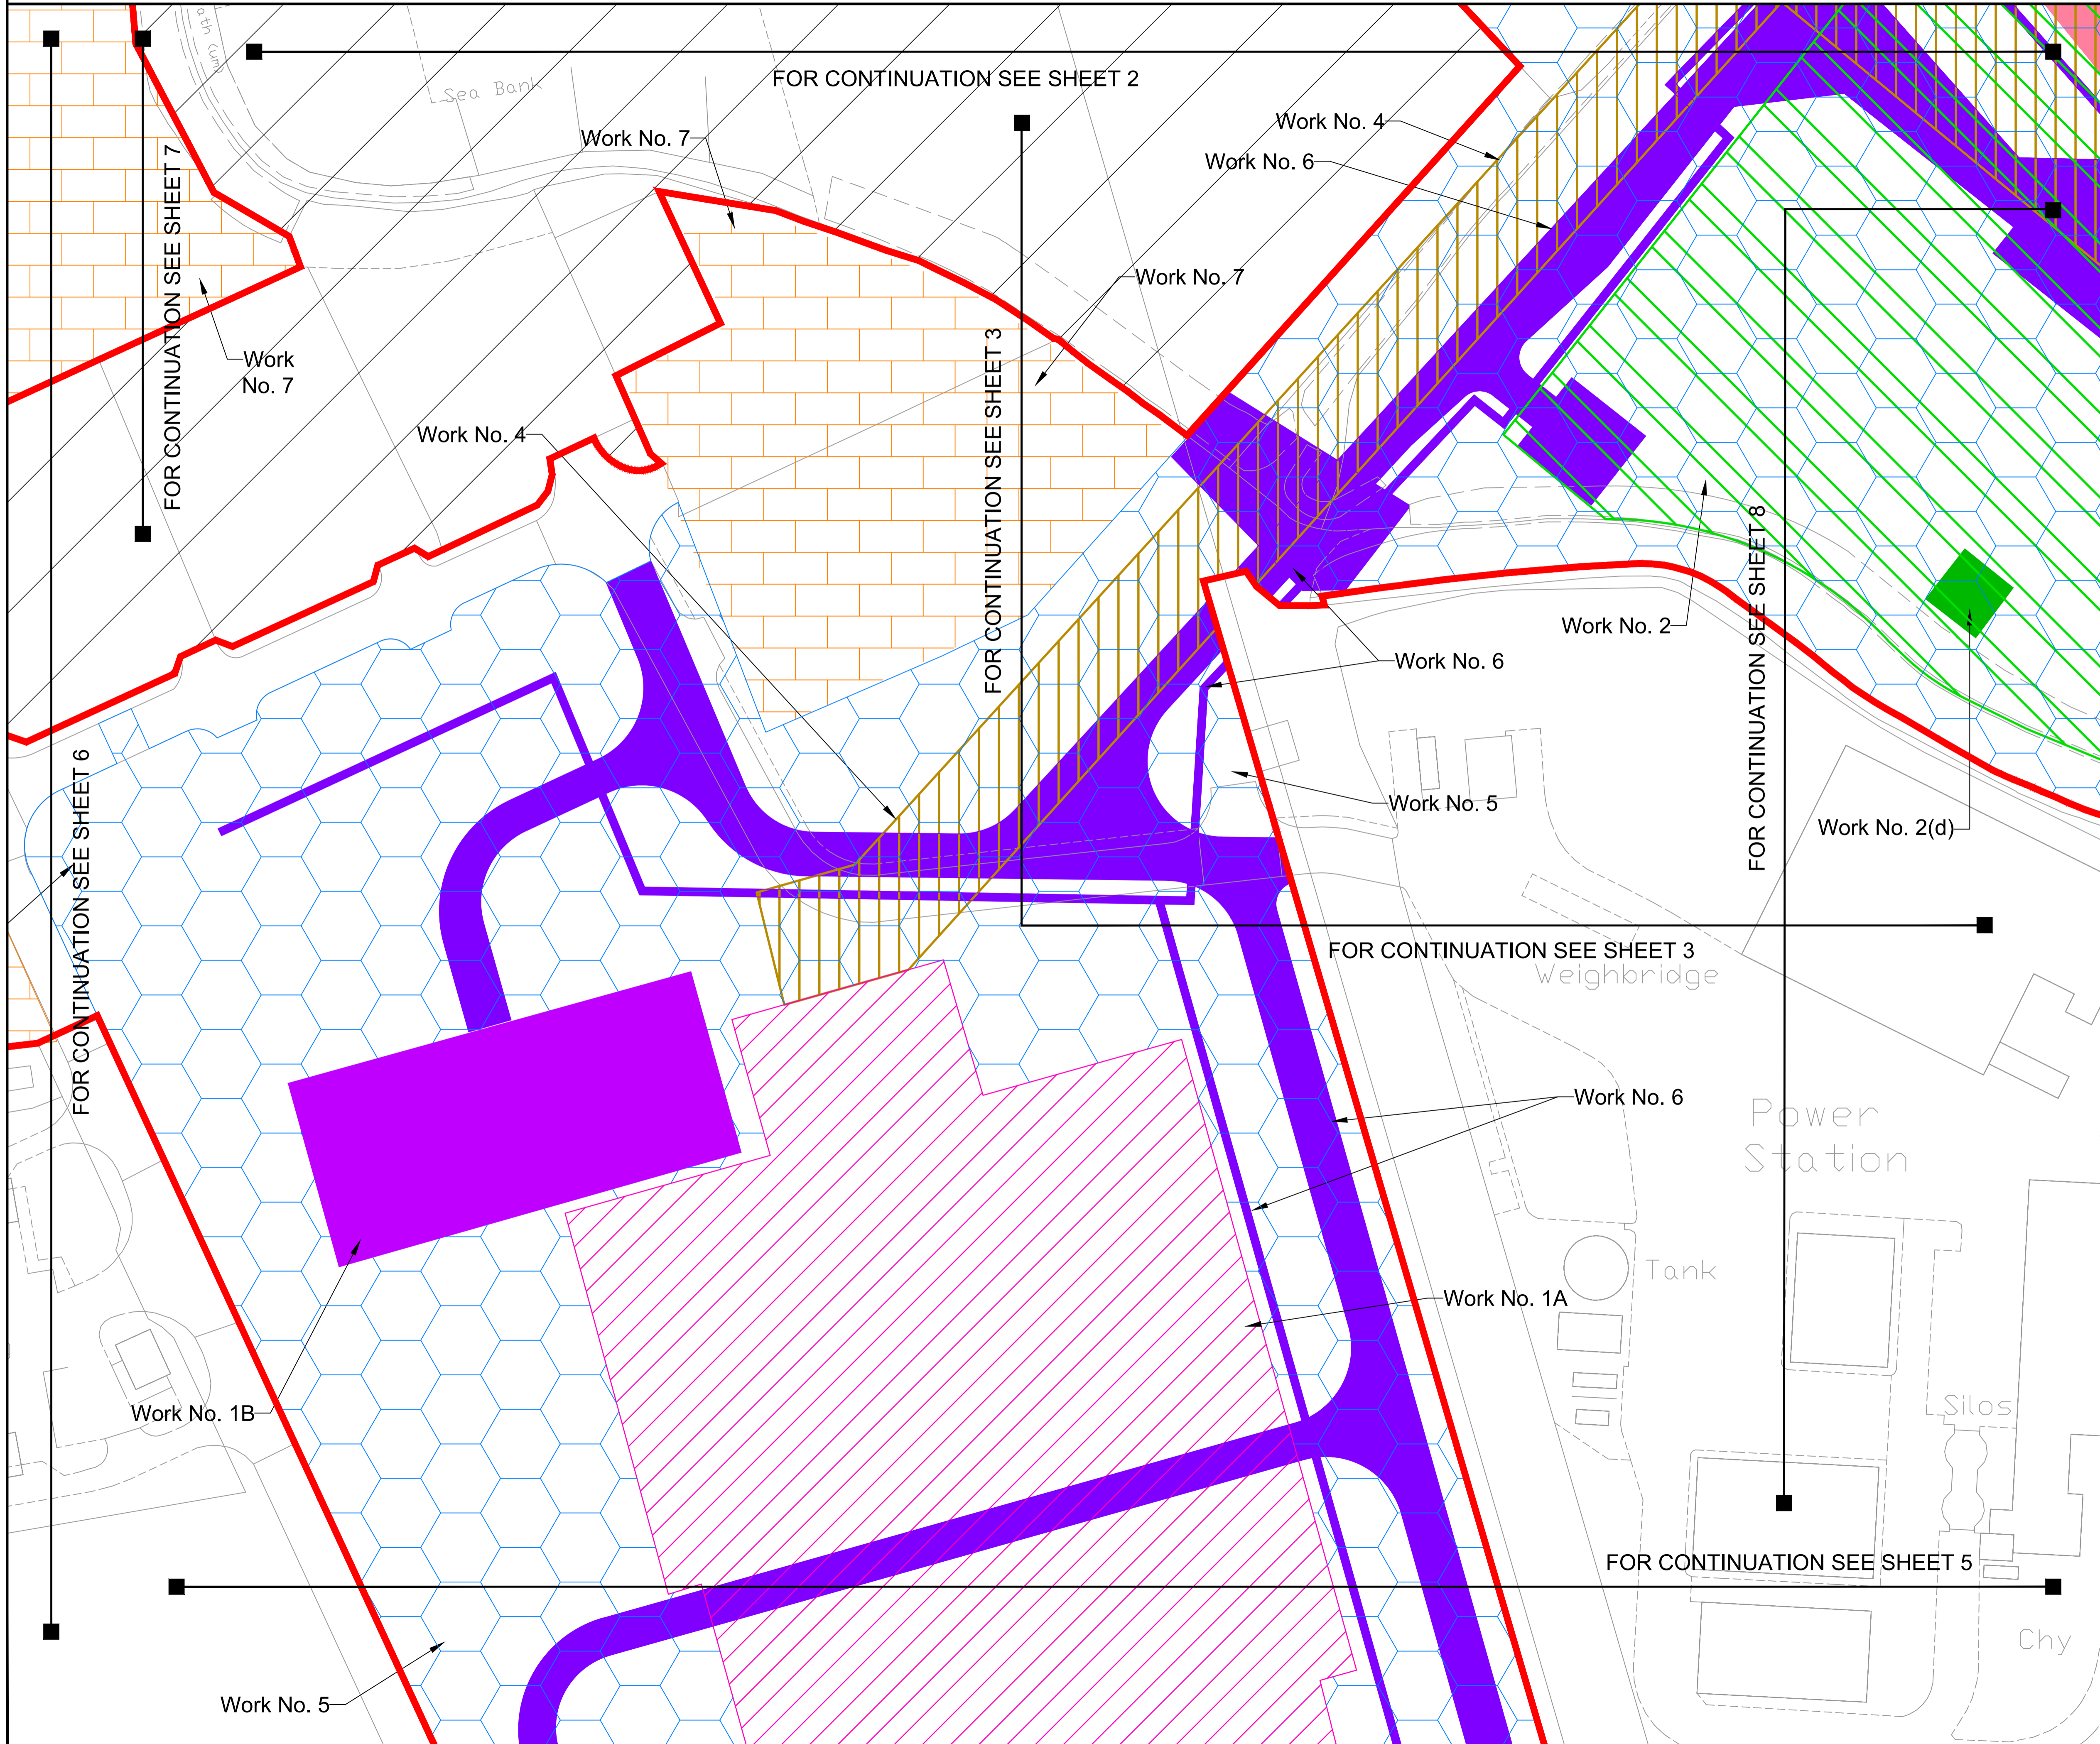 ath (um)
Sea Bank
FOR CONTINUATION SEE SHEET 2
Work No. 7
Work No. 4
Work No. 6
FOR CONTINUATION SEE SHEET 7
Work No. 7
Work
No. 7
Work No. 4
FOR CONTINUATION SEE SHEET 3
FOR CONTINUATION SEE SHEET 8
Work No. 2
Work No. 6
Work No. 5
Work No. 2(d)
FOR CONTINUATION SEE SHEET 6
FOR CONTINUATION SEE SHEET 3
Weighbridge
Work No. 6
Power
Station
Tank
Work No. 1A
Work No. 1B
Silos
FOR CONTINUATION SEE SHEET 5
Chy
Work No. 5